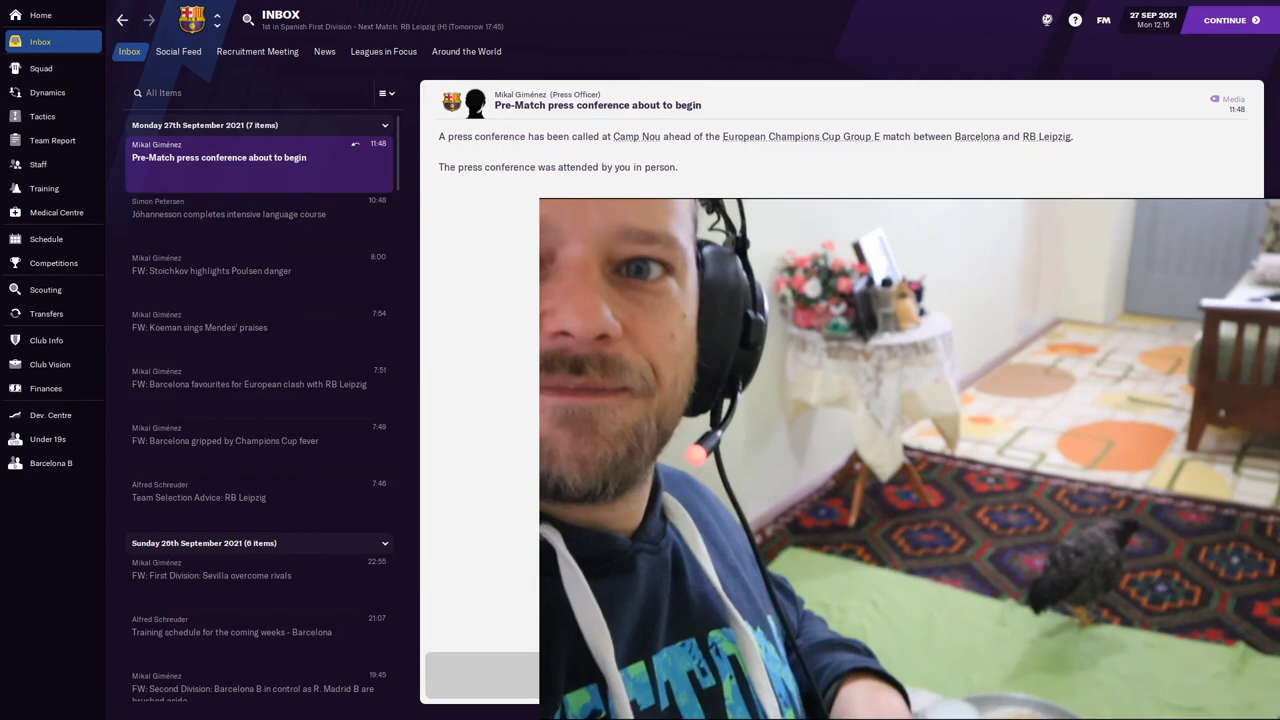 Home
Inbox
Squad
Dynamics
Tactics
Team Report
Staff
Training
Medical Centre
Schedule
Competitions
Scouting
Transfers
Club Info
Club Vision
Finances
Dev. Centre
Under 19s
Barcelona B
INBOX
1st in Spanish First Division - Next Match: RB Leipzig (H) (Tomorrow 17:45)
FM
27 SEP 2021
Mon 12:15
CONTINUE
Inbox Social Feed Recruitment Meeting News Leagues in Focus Around the World
All Items
Monday 27th September 2021 (7 items)
Mikal Giménez 11:48
Pre-Match press conference about to begin
Simon Petersen 10:48
Jóhannesson completes intensive language course
Mikal Giménez 8:00
FW: Stoichkov highlights Poulsen danger
Mikal Giménez 7:54
FW: Koeman sings Mendes' praises
Mikal Giménez 7:51
FW: Barcelona favourites for European clash with RB Leipzig
Mikal Giménez 7:49
FW: Barcelona gripped by Champions Cup fever
Alfred Schreuder 7:46
Team Selection Advice: RB Leipzig
Sunday 26th September 2021 (6 items)
Mikal Giménez 22:55
FW: First Division: Sevilla overcome rivals
Alfred Schreuder 21:07
Training schedule for the coming weeks - Barcelona
Mikal Giménez 19:45
FW: Second Division: Barcelona B in control as R. Madrid B are
brushed aside
Mikal Giménez (Press Officer)
Pre-Match press conference about to begin
Media
11:48
A press conference has been called at Camp Nou ahead of the European Champions Cup Group E match between Barcelona and RB Leipzig.
The press conference was attended by you in person.